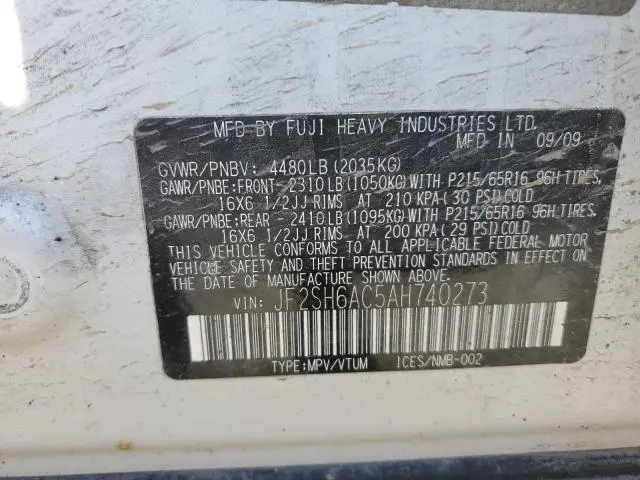 MFD BY FUJI HEAVY INDUSTRIES LTD.
MFD IN 09/09
GVWR/PNBV: 4480LB(2035KG)
GAWR/PNBE:FRONT- 2310LB(1050KG)WITH P215/65R16 96H TIRES,
16X6 1/2JJ RIMS AT 210 KPA( 30 PSI)COLD
GAWR/PNBE:REAR - 2410LB(1095KG)WITH P215/65R16 96H TIRES.
16X6 1/2JJ RIMS AT 200 KPA( 29 PSI)COLD
THIS VEHICLE CONFORMS TO ALL APPLICABLE FEDERAL MOTOR
VEHICLE SAFETY AND THEFT PREVENTION STANDARDS IN EFFECT ON
THE DATE OF MANUFACTURE SHOWN ABOVE.
VIN: JF2SH6AC5AH740273
TYPE:MPV/VTUM ICES/NMB-002